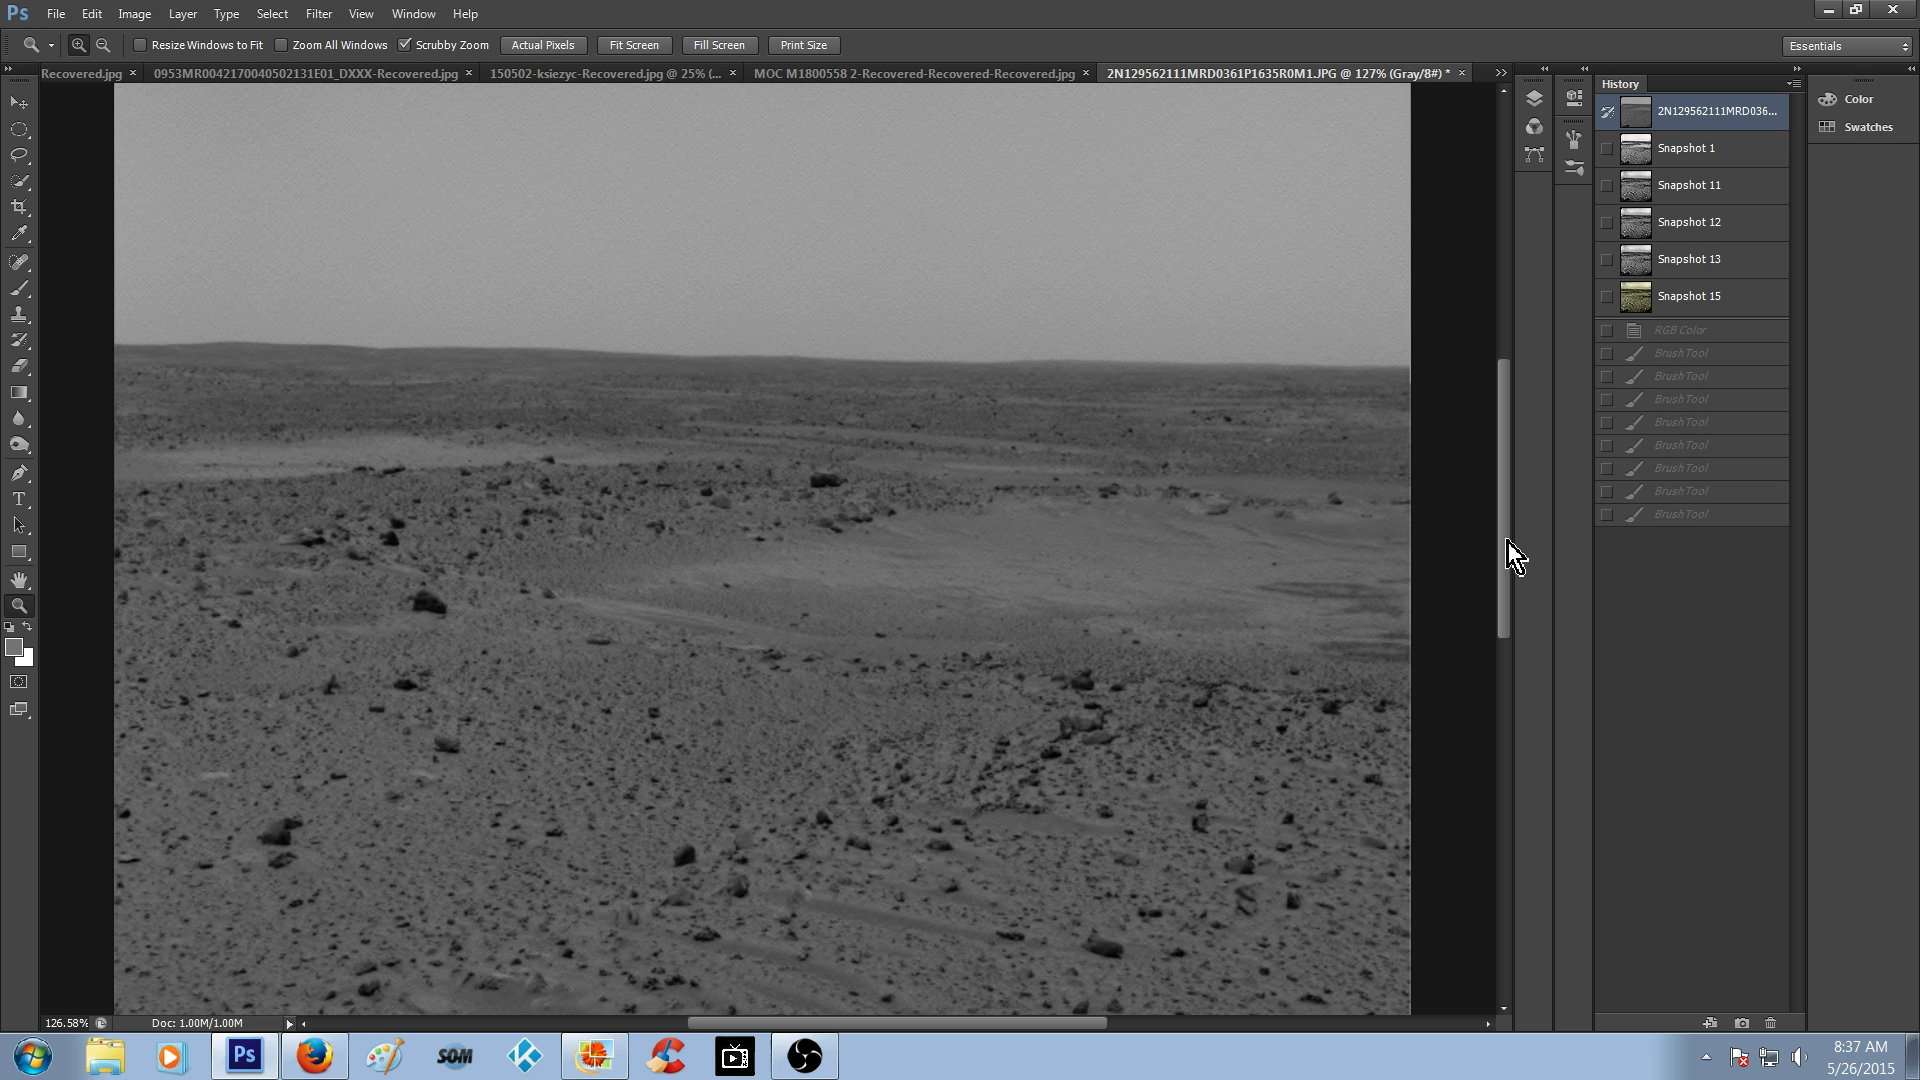 Ps File Edit Image Layer Type Select Filter View Window Help
Resize Windows to Fit Zoom All Windows Scrubby Zoom Actual Pixels Fit Screen Fill Screen Print Size Essentials
Recovered.jpg × 0953MR0042170040502131E01_DXXX-Recovered.jpg × 150502-ksiezyc-Recovered.jpg @ 25% (... × MOC M1800558 2-Recovered-Recovered-Recovered.jpg × 2N129562111MRD0361P1635R0M1.JPG @ 127% (Gray/8#) * ×
History
2N129562111MRD036...
Snapshot 1
Snapshot 11
Snapshot 12
Snapshot 13
Snapshot 15
RGB Color
Brush Tool
Brush Tool
Brush Tool
Brush Tool
Brush Tool
Brush Tool
Brush Tool
Brush Tool
Color
Swatches
126.58% Doc: 1.00M/1.00M
Ps
SOM
8:37 AM
5/26/2015